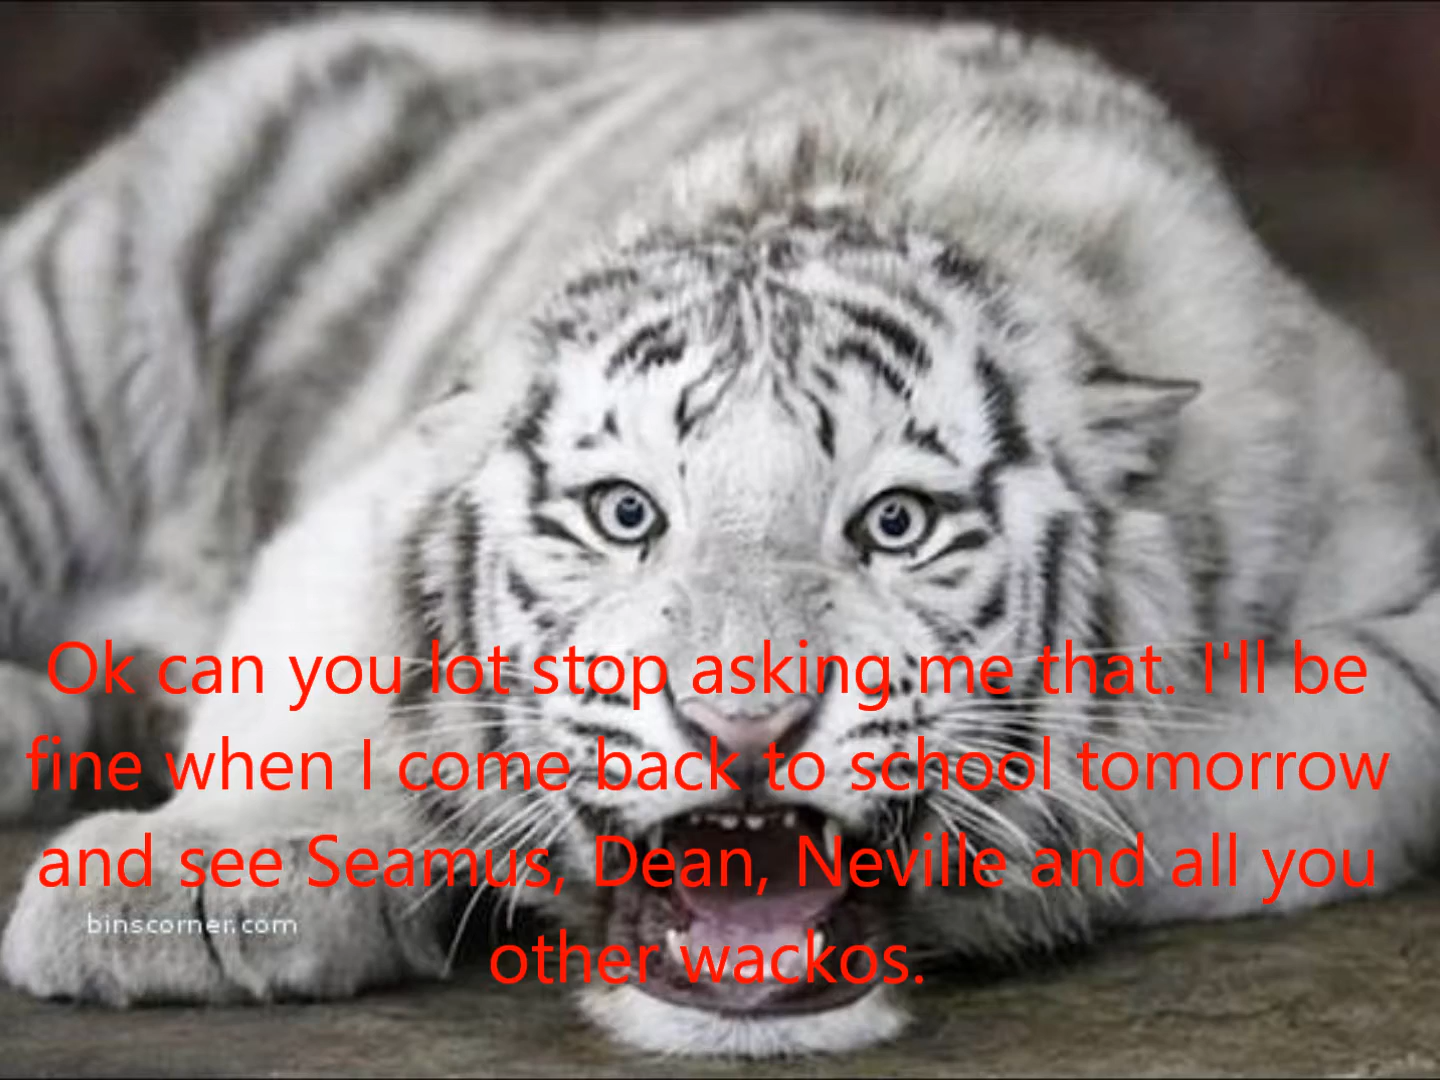 Ok can you lot stop asking me that. I'll be
fine when I come back to school tomorrow
and see Seamus, Dean, Neville and all you
binscorner.com
other wackos.